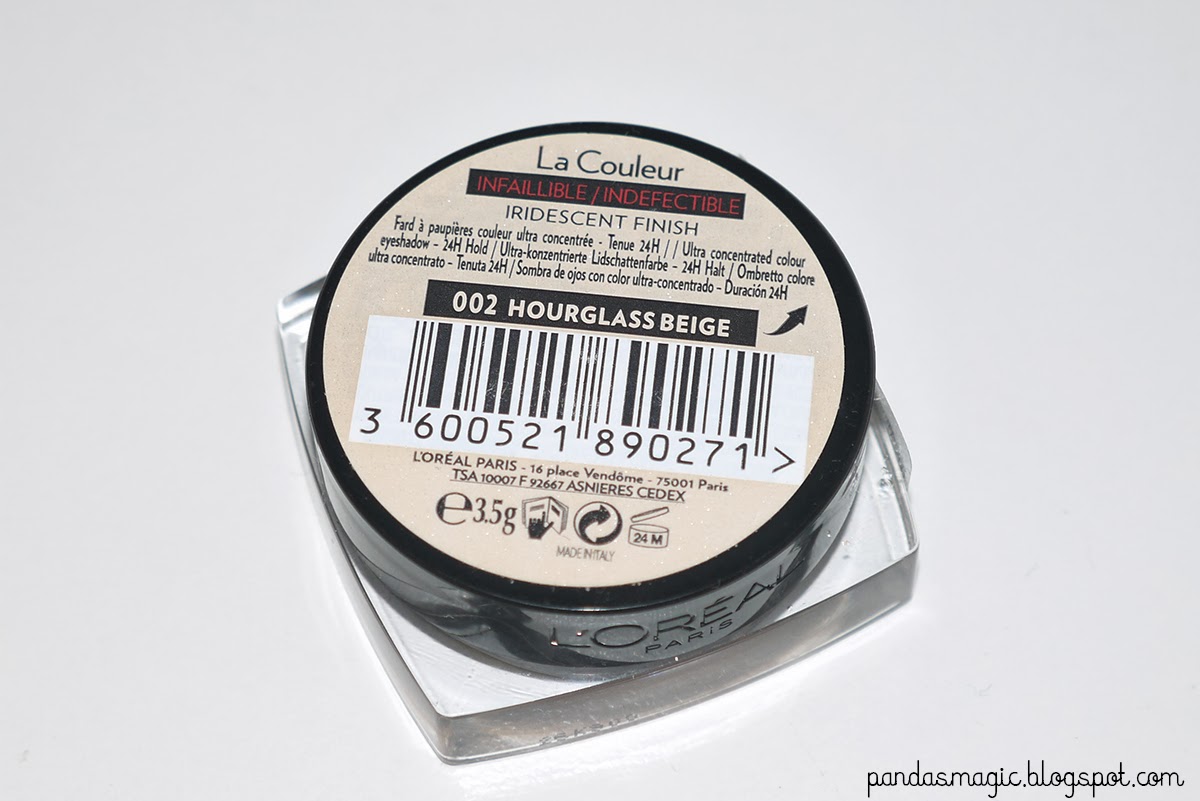 La Couleur
INFAILLIBLE / INDEFECTIBLE
IRIDESCENT FINISH
Fard à paupières couleur ultra concentrée - Tenue 24H / / Ultra concentrated colour
eyeshadow - 24H Hold / Ultra-konzentrierte Lidschattenfarbe - 24H Halt / Ombretto colore
ultra concentrato - Tenuta 24H / Sombra de ojos con color ultra-concentrado - Duración 24H
002 HOURGLASS BEIGE
3 600521 890271 >
L'ORÉAL PARIS - 16 place Vendôme - 75001 Paris
TSA 10007 F 92667 ASNIERES CEDEX
e 3.5g
24 M
MADE IN ITALY
L'ORÉAL
PARIS
pandasmagic.blogspot.com